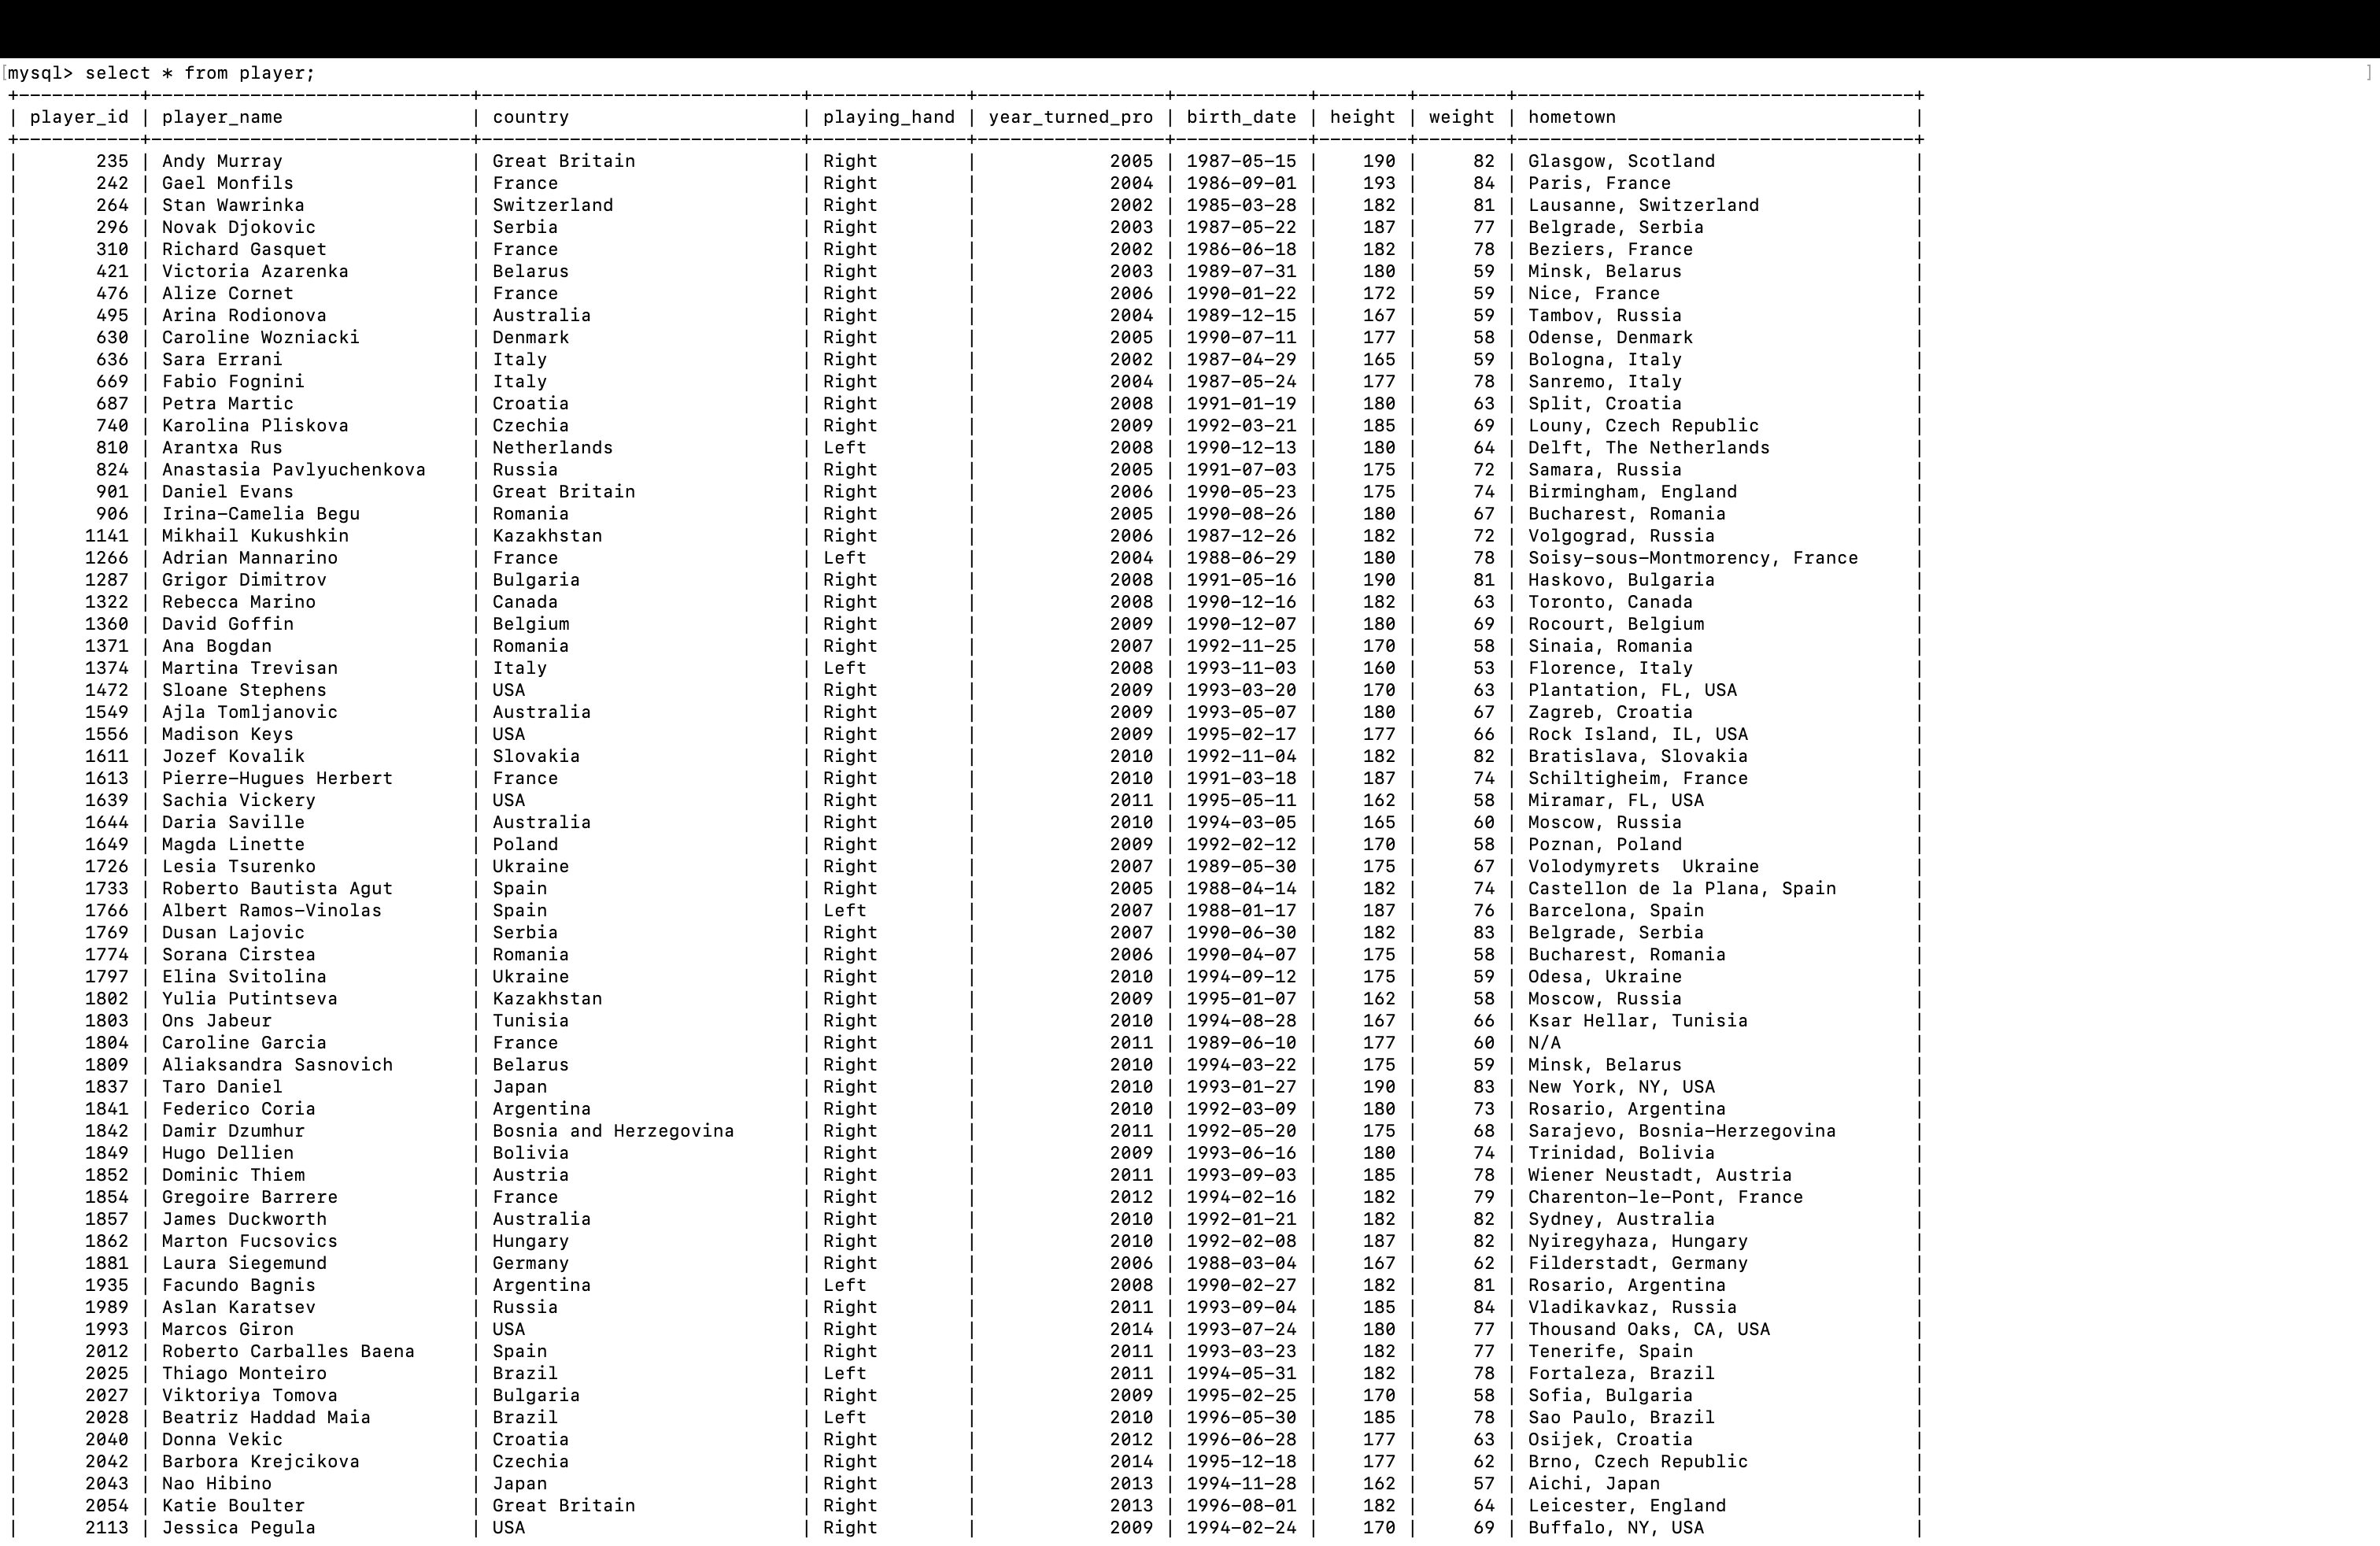 mysql> select * from player;
+-----------+------------------------------+------------------------------+--------------+-----------------+------------+--------+--------+------------------------------------+
| player_id | player_name | country | playing_hand | year_turned_pro | birth_date | height | weight | hometown |
+-----------+------------------------------+------------------------------+--------------+-----------------+------------+--------+--------+------------------------------------+
| 235 | Andy Murray | Great Britain | Right | 2005 | 1987-05-15 | 190 | 82 | Glasgow, Scotland |
| 242 | Gael Monfils | France | Right | 2004 | 1986-09-01 | 193 | 84 | Paris, France |
| 264 | Stan Wawrinka | Switzerland | Right | 2002 | 1985-03-28 | 182 | 81 | Lausanne, Switzerland |
| 296 | Novak Djokovic | Serbia | Right | 2003 | 1987-05-22 | 187 | 77 | Belgrade, Serbia |
| 310 | Richard Gasquet | France | Right | 2002 | 1986-06-18 | 182 | 78 | Beziers, France |
| 421 | Victoria Azarenka | Belarus | Right | 2003 | 1989-07-31 | 180 | 59 | Minsk, Belarus |
| 476 | Alize Cornet | France | Right | 2006 | 1990-01-22 | 172 | 59 | Nice, France |
| 495 | Arina Rodionova | Australia | Right | 2004 | 1989-12-15 | 167 | 59 | Tambov, Russia |
| 630 | Caroline Wozniacki | Denmark | Right | 2005 | 1990-07-11 | 177 | 58 | Odense, Denmark |
| 636 | Sara Errani | Italy | Right | 2002 | 1987-04-29 | 165 | 59 | Bologna, Italy |
| 669 | Fabio Fognini | Italy | Right | 2004 | 1987-05-24 | 177 | 78 | Sanremo, Italy |
| 687 | Petra Martic | Croatia | Right | 2008 | 1991-01-19 | 180 | 63 | Split, Croatia |
| 740 | Karolina Pliskova | Czechia | Right | 2009 | 1992-03-21 | 185 | 69 | Louny, Czech Republic |
| 810 | Arantxa Rus | Netherlands | Left | 2008 | 1990-12-13 | 180 | 64 | Delft, The Netherlands |
| 824 | Anastasia Pavlyuchenkova | Russia | Right | 2005 | 1991-07-03 | 175 | 72 | Samara, Russia |
| 901 | Daniel Evans | Great Britain | Right | 2006 | 1990-05-23 | 175 | 74 | Birmingham, England |
| 906 | Irina-Camelia Begu | Romania | Right | 2005 | 1990-08-26 | 180 | 67 | Bucharest, Romania |
| 1141 | Mikhail Kukushkin | Kazakhstan | Right | 2006 | 1987-12-26 | 182 | 72 | Volgograd, Russia |
| 1266 | Adrian Mannarino | France | Left | 2004 | 1988-06-29 | 180 | 78 | Soisy-sous-Montmorency, France |
| 1287 | Grigor Dimitrov | Bulgaria | Right | 2008 | 1991-05-16 | 190 | 81 | Haskovo, Bulgaria |
| 1322 | Rebecca Marino | Canada | Right | 2008 | 1990-12-16 | 182 | 63 | Toronto, Canada |
| 1360 | David Goffin | Belgium | Right | 2009 | 1990-12-07 | 180 | 69 | Rocourt, Belgium |
| 1371 | Ana Bogdan | Romania | Right | 2007 | 1992-11-25 | 170 | 58 | Sinaia, Romania |
| 1374 | Martina Trevisan | Italy | Left | 2008 | 1993-11-03 | 160 | 53 | Florence, Italy |
| 1472 | Sloane Stephens | USA | Right | 2009 | 1993-03-20 | 170 | 63 | Plantation, FL, USA |
| 1549 | Ajla Tomljanovic | Australia | Right | 2009 | 1993-05-07 | 180 | 67 | Zagreb, Croatia |
| 1556 | Madison Keys | USA | Right | 2009 | 1995-02-17 | 177 | 66 | Rock Island, IL, USA |
| 1611 | Jozef Kovalik | Slovakia | Right | 2010 | 1992-11-04 | 182 | 82 | Bratislava, Slovakia |
| 1613 | Pierre-Hugues Herbert | France | Right | 2010 | 1991-03-18 | 187 | 74 | Schiltigheim, France |
| 1639 | Sachia Vickery | USA | Right | 2011 | 1995-05-11 | 162 | 58 | Miramar, FL, USA |
| 1644 | Daria Saville | Australia | Right | 2010 | 1994-03-05 | 165 | 60 | Moscow, Russia |
| 1649 | Magda Linette | Poland | Right | 2009 | 1992-02-12 | 170 | 58 | Poznan, Poland |
| 1726 | Lesia Tsurenko | Ukraine | Right | 2007 | 1989-05-30 | 175 | 67 | Volodymyrets  Ukraine |
| 1733 | Roberto Bautista Agut | Spain | Right | 2005 | 1988-04-14 | 182 | 74 | Castellon de la Plana, Spain |
| 1766 | Albert Ramos-Vinolas | Spain | Left | 2007 | 1988-01-17 | 187 | 76 | Barcelona, Spain |
| 1769 | Dusan Lajovic | Serbia | Right | 2007 | 1990-06-30 | 182 | 83 | Belgrade, Serbia |
| 1774 | Sorana Cirstea | Romania | Right | 2006 | 1990-04-07 | 175 | 58 | Bucharest, Romania |
| 1797 | Elina Svitolina | Ukraine | Right | 2010 | 1994-09-12 | 175 | 59 | Odesa, Ukraine |
| 1802 | Yulia Putintseva | Kazakhstan | Right | 2009 | 1995-01-07 | 162 | 58 | Moscow, Russia |
| 1803 | Ons Jabeur | Tunisia | Right | 2010 | 1994-08-28 | 167 | 66 | Ksar Hellar, Tunisia |
| 1804 | Caroline Garcia | France | Right | 2011 | 1989-06-10 | 177 | 60 | N/A |
| 1809 | Aliaksandra Sasnovich | Belarus | Right | 2010 | 1994-03-22 | 175 | 59 | Minsk, Belarus |
| 1837 | Taro Daniel | Japan | Right | 2010 | 1993-01-27 | 190 | 83 | New York, NY, USA |
| 1841 | Federico Coria | Argentina | Right | 2010 | 1992-03-09 | 180 | 73 | Rosario, Argentina |
| 1842 | Damir Dzumhur | Bosnia and Herzegovina | Right | 2011 | 1992-05-20 | 175 | 68 | Sarajevo, Bosnia-Herzegovina |
| 1849 | Hugo Dellien | Bolivia | Right | 2009 | 1993-06-16 | 180 | 74 | Trinidad, Bolivia |
| 1852 | Dominic Thiem | Austria | Right | 2011 | 1993-09-03 | 185 | 78 | Wiener Neustadt, Austria |
| 1854 | Gregoire Barrere | France | Right | 2012 | 1994-02-16 | 182 | 79 | Charenton-le-Pont, France |
| 1857 | James Duckworth | Australia | Right | 2010 | 1992-01-21 | 182 | 82 | Sydney, Australia |
| 1862 | Marton Fucsovics | Hungary | Right | 2010 | 1992-02-08 | 187 | 82 | Nyiregyhaza, Hungary |
| 1881 | Laura Siegemund | Germany | Right | 2006 | 1988-03-04 | 167 | 62 | Filderstadt, Germany |
| 1935 | Facundo Bagnis | Argentina | Left | 2008 | 1990-02-27 | 182 | 81 | Rosario, Argentina |
| 1989 | Aslan Karatsev | Russia | Right | 2011 | 1993-09-04 | 185 | 84 | Vladikavkaz, Russia |
| 1993 | Marcos Giron | USA | Right | 2014 | 1993-07-24 | 180 | 77 | Thousand Oaks, CA, USA |
| 2012 | Roberto Carballes Baena | Spain | Right | 2011 | 1993-03-23 | 182 | 77 | Tenerife, Spain |
| 2025 | Thiago Monteiro | Brazil | Left | 2011 | 1994-05-31 | 182 | 78 | Fortaleza, Brazil |
| 2027 | Viktoriya Tomova | Bulgaria | Right | 2009 | 1995-02-25 | 170 | 58 | Sofia, Bulgaria |
| 2028 | Beatriz Haddad Maia | Brazil | Left | 2010 | 1996-05-30 | 185 | 78 | Sao Paulo, Brazil |
| 2040 | Donna Vekic | Croatia | Right | 2012 | 1996-06-28 | 177 | 63 | Osijek, Croatia |
| 2042 | Barbora Krejcikova | Czechia | Right | 2014 | 1995-12-18 | 177 | 62 | Brno, Czech Republic |
| 2043 | Nao Hibino | Japan | Right | 2013 | 1994-11-28 | 162 | 57 | Aichi, Japan |
| 2054 | Katie Boulter | Great Britain | Right | 2013 | 1996-08-01 | 182 | 64 | Leicester, England |
| 2113 | Jessica Pegula | USA | Right | 2009 | 1994-02-24 | 170 | 69 | Buffalo, NY, USA |